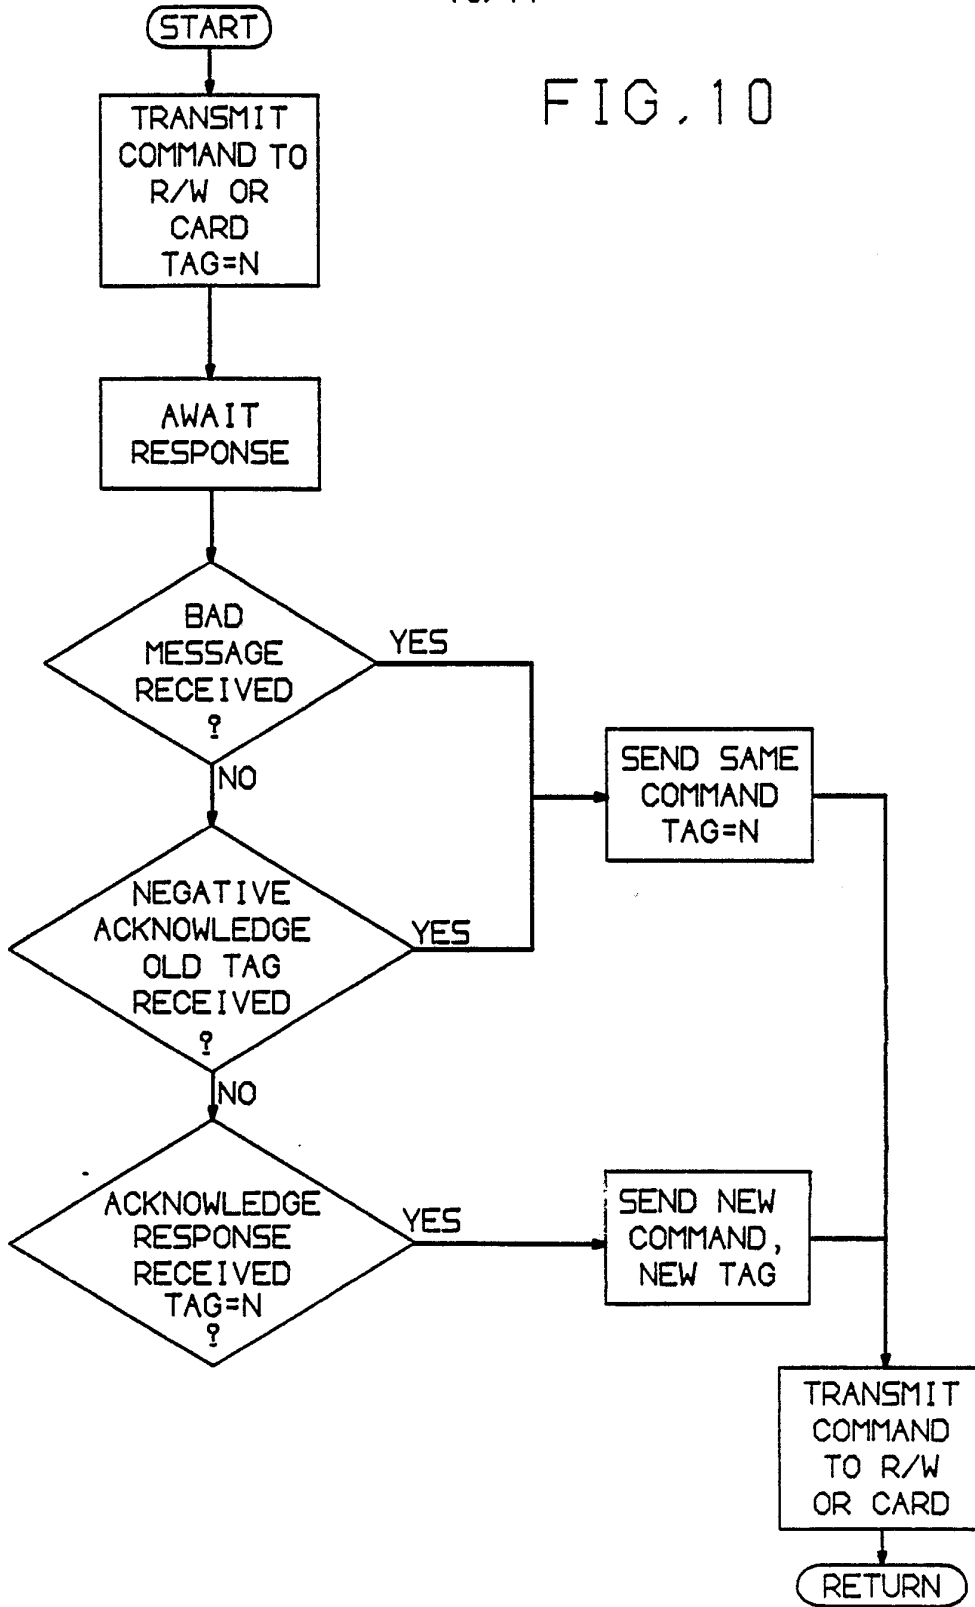 START
FIG.10
TRANSMIT
COMMAND TO
R/W OR
CARD
TAG=N
AWAIT
RESPONSE
BAD
MESSAGE
RECEIVED
?
YES
NO
SEND SAME
COMMAND
TAG=N
NEGATIVE
ACKNOWLEDGE
OLD TAG
RECEIVED
?
YES
NO
ACKNOWLEDGE
RESPONSE
RECEIVED
TAG=N
?
YES
SEND NEW
COMMAND,
NEW TAG
TRANSMIT
COMMAND
TO R/W
OR CARD
RETURN